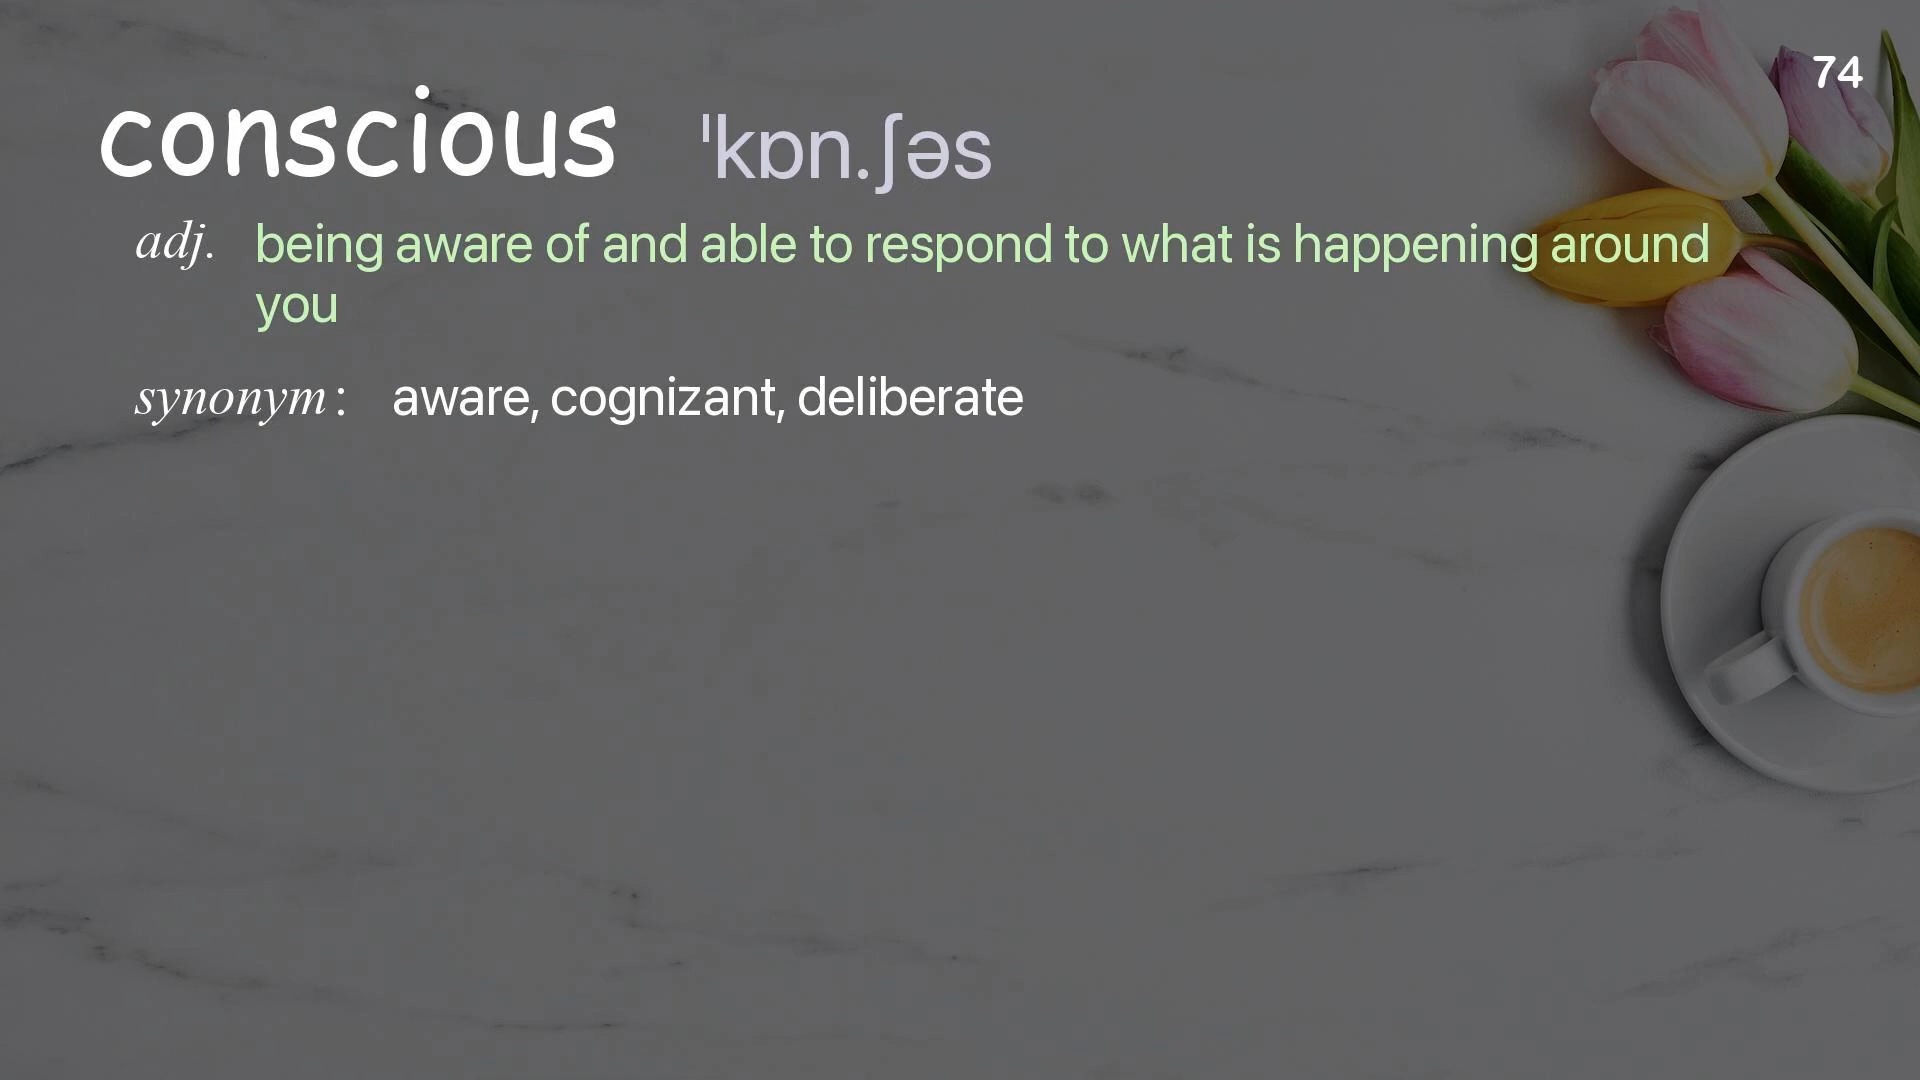 74
conscious ˈkɒn.ʃəs
adj. being aware of and able to respond to what is happening around
you
synonym : aware, cognizant, deliberate